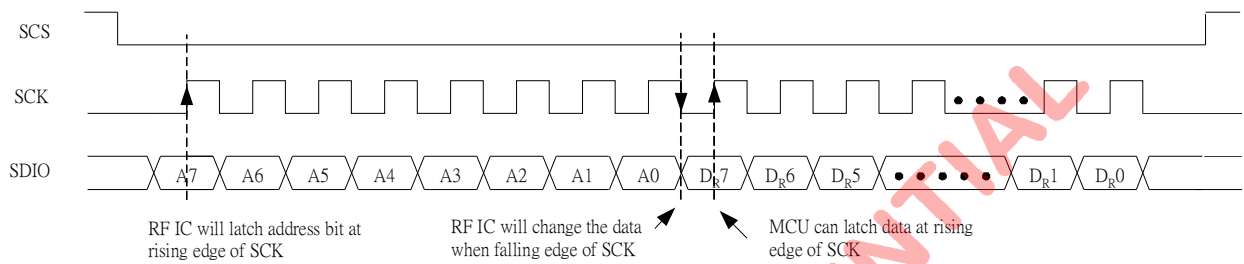 SCS
SCK
SDIO
A7 A6 A5 A4 A3 A2 A1 A0 DR7 DR6 DR5 DR1 DR0
RF IC will latch address bit at
rising edge of SCK
RF IC will change the data
when falling edge of SCK
MCU can latch data at rising
edge of SCK
NTIAL